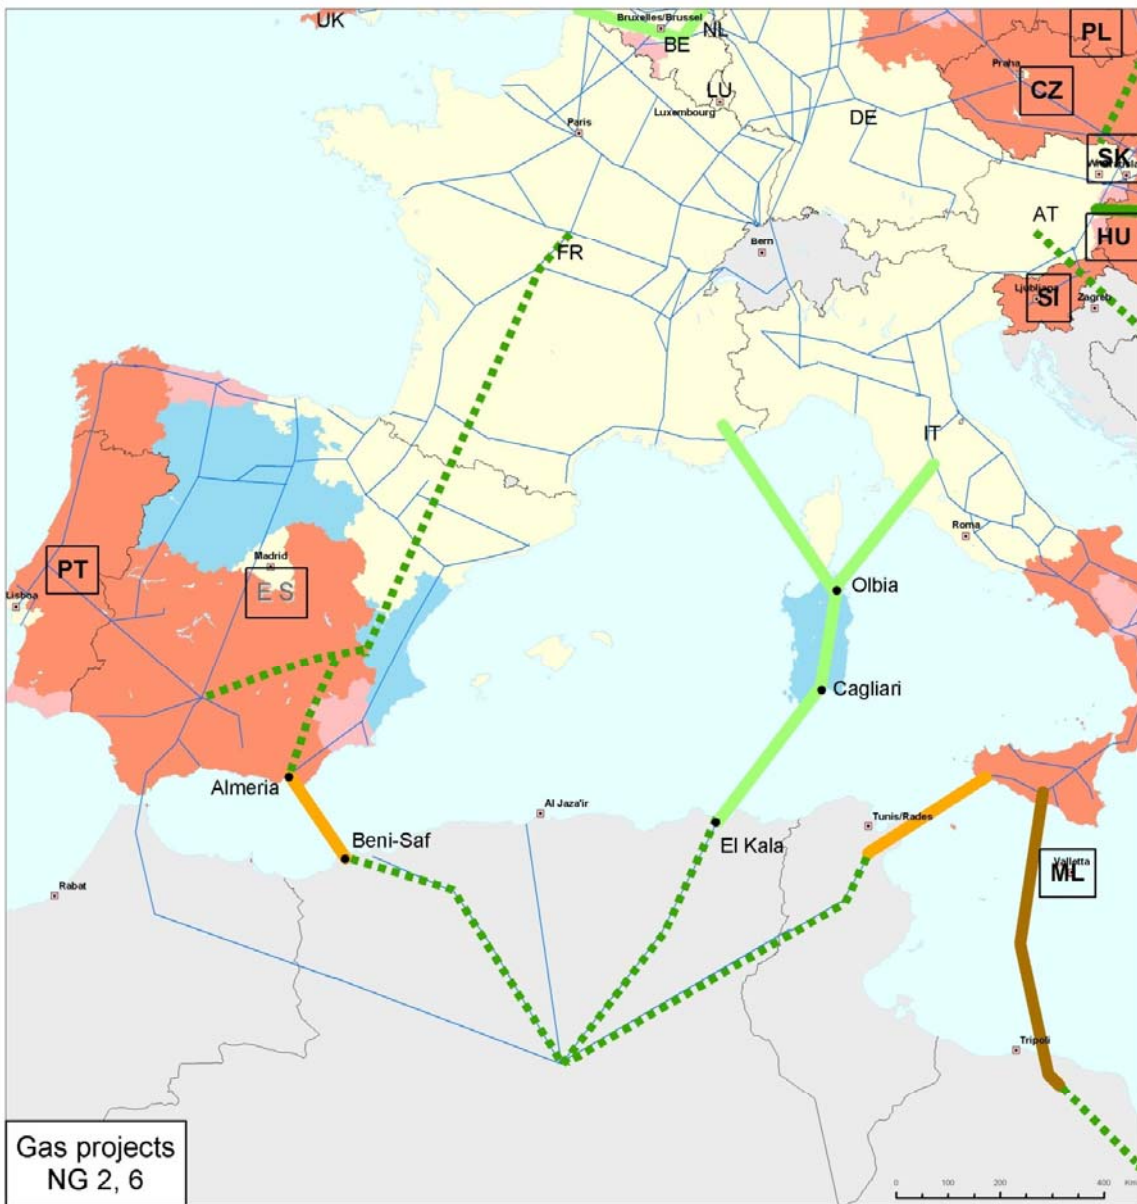 UK
Bruxelles/Brussel
NL
BE
PL
Praha
CZ
LU
Luxembourg
DE
Paris
SK
AT
HU
FR
Bern
Ljubljana
SI
Zagreb
IT
Roma
Madrid
PT
E S
Lisboa
Olbia
Cagliari
Almeria
Al Jaza'ir
Tunis/Rades
Beni-Saf
El Kala
Valletta
ML
Rabat
Tripoli
Gas projects
NG 2, 6
0 100 200 400